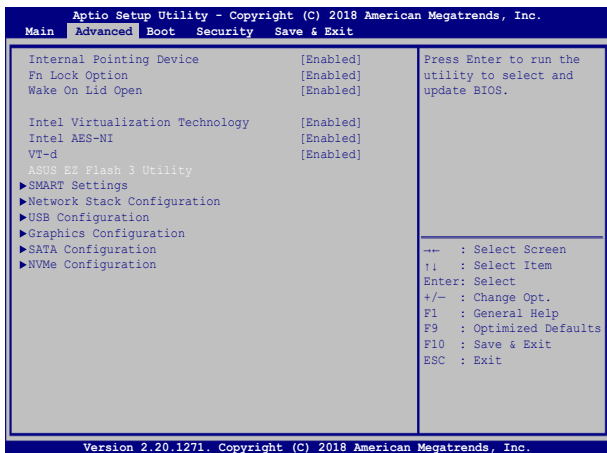 Aptio Setup Utility - Copyright (C) 2018 American Megatrends, Inc.
Main Advanced Boot Security Save & Exit
Internal Pointing Device [Enabled]
Fn Lock Option [Enabled]
Wake On Lid Open [Enabled]
Intel Virtualization Technology [Enabled]
Intel AES-NI [Enabled]
VT-d [Enabled]
ASUS EZ Flash 3 Utility
▶SMART Settings
▶Network Stack Configuration
▶USB Configuration
▶Graphics Configuration
▶SATA Configuration
▶NVMe Configuration
Press Enter to run the
utility to select and
update BIOS.
→← : Select Screen
↑↓ : Select Item
Enter: Select
+/— : Change Opt.
F1 : General Help
F9 : Optimized Defaults
F10 : Save & Exit
ESC : Exit
Version 2.20.1271. Copyright (C) 2018 American Megatrends, Inc.